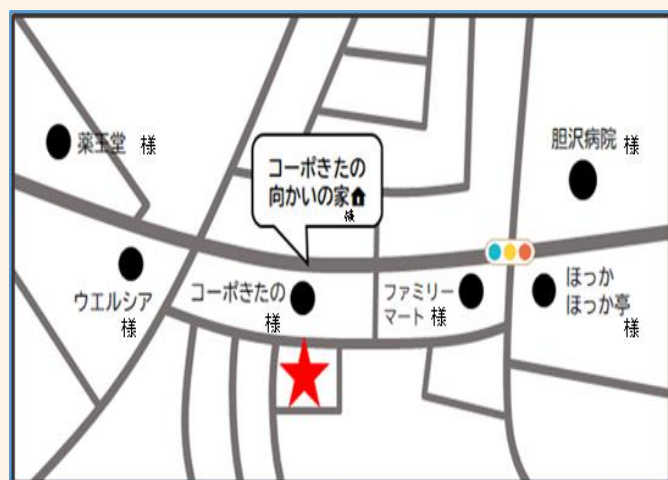 薬王堂 様
胆沢病院 様
コーポきたの
向かいの家
様
ウエルシア
様
コーポきたの
様
ファミリー
マート 様
ほっか
ほっか亭
様